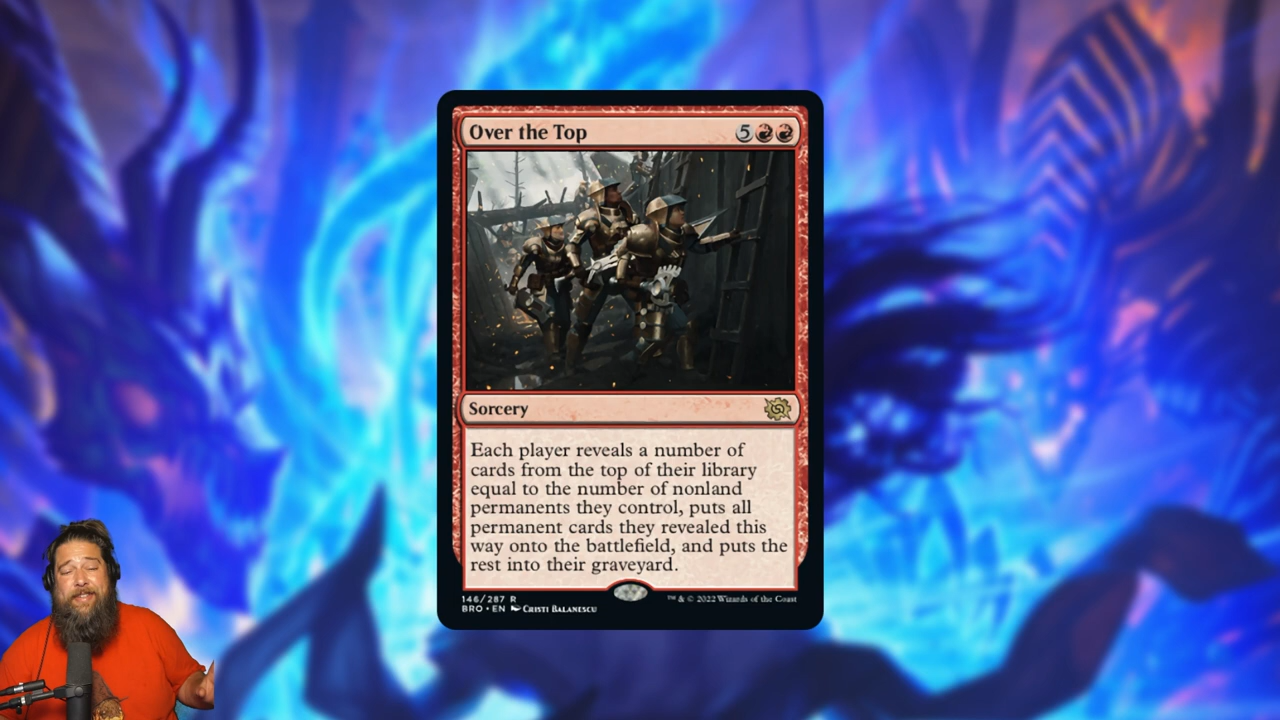 Over the Top 5
Sorcery
Each player reveals a number of
cards from the top of their library
equal to the number of nonland
permanents they control, puts all
permanent cards they revealed this
way onto the battlefield, and puts the
rest into their graveyard.
146/287 R
BRO • EN CRISTI BALANESCU
™ & © 2022 Wizards of the Coast